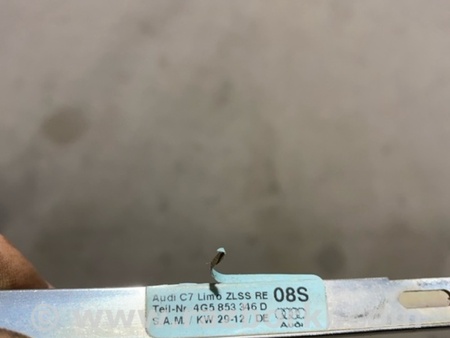 Audi C7 Limo ZLSS RE 08S
Teil-Nr. 4G5 853 346 D
S.A.M. / KW 29-12 / DE
Audi